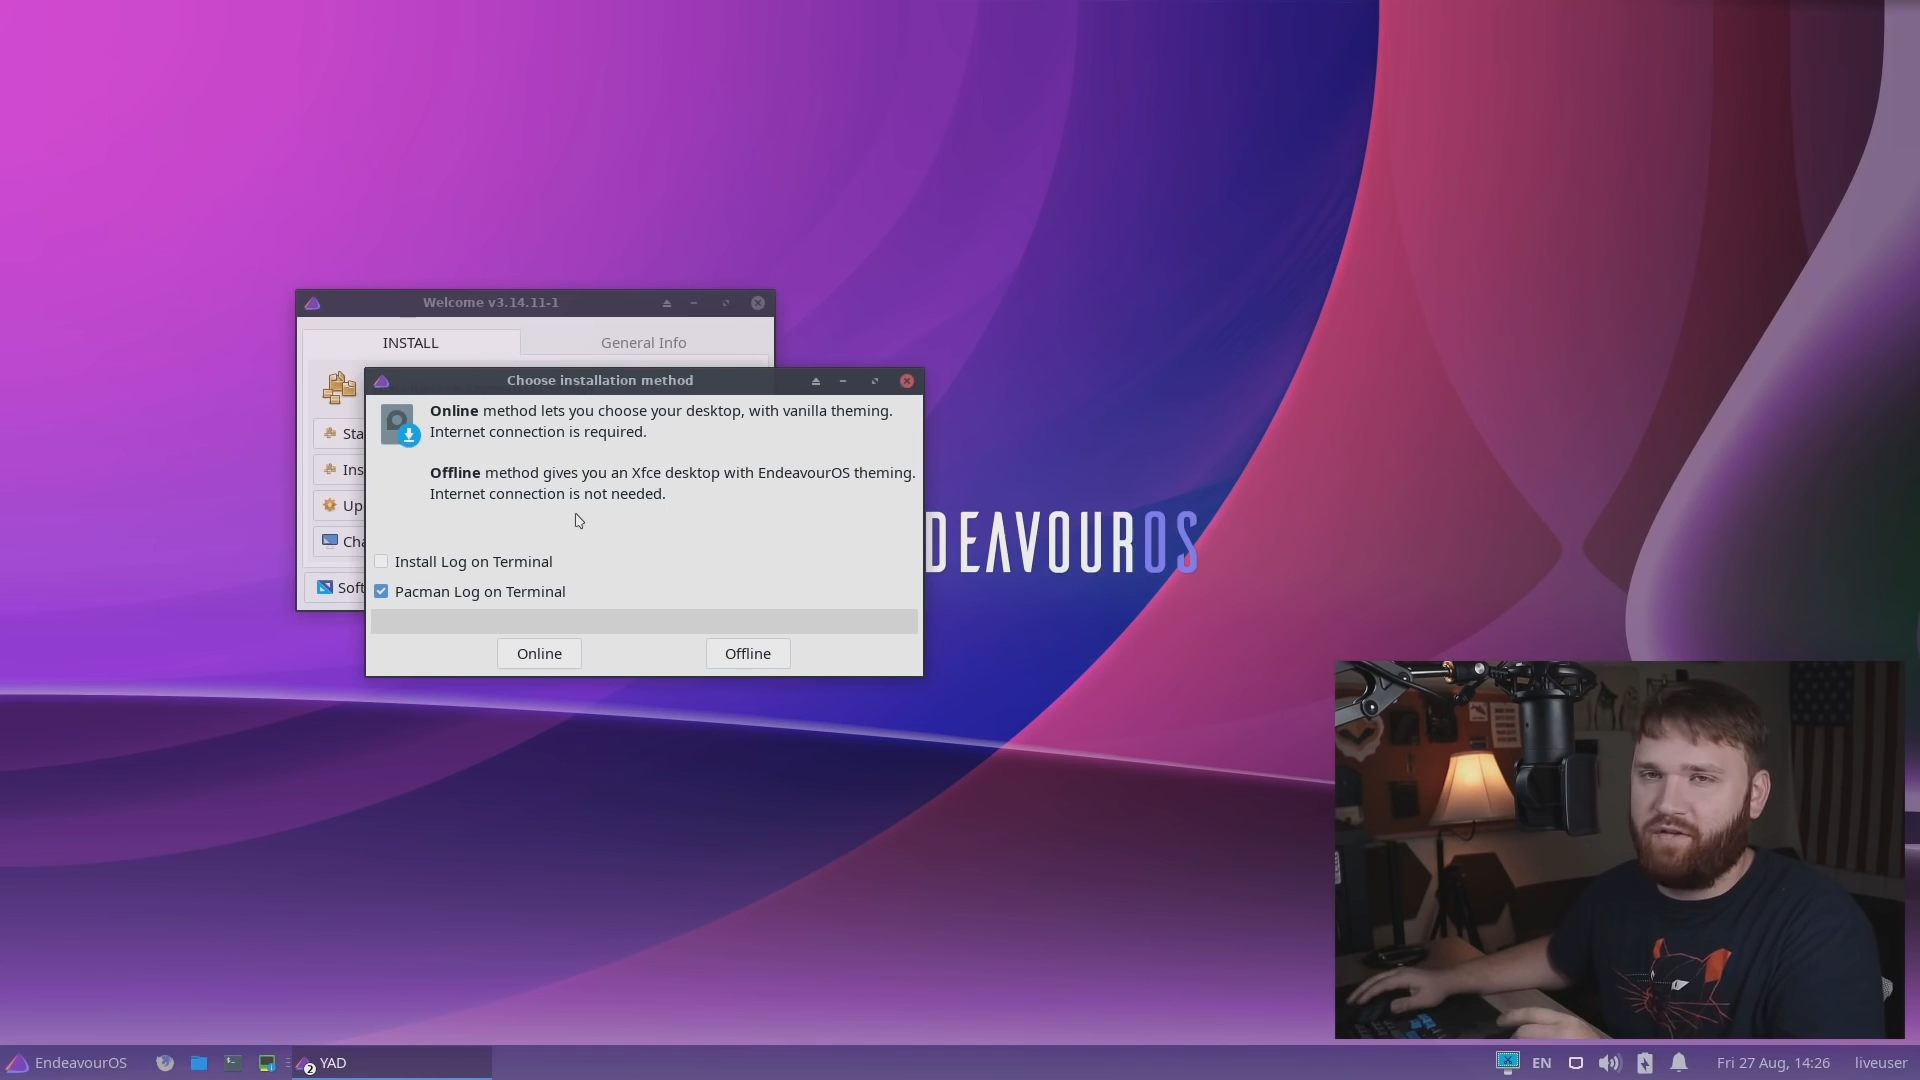 Welcome v3.14.11-1
INSTALL
General Info
Choose installation method
Online method lets you choose your desktop, with vanilla theming.
Internet connection is required.
Offline method gives you an Xfce desktop with EndeavourOS theming.
Internet connection is not needed.
Sta
Ins
Up
Cha
Soft
Install Log on Terminal
Pacman Log on Terminal
Online
Offline
DEAVOUROS
EndeavourOS
2
YAD
EN
Fri 27 Aug, 14:26
liveuser